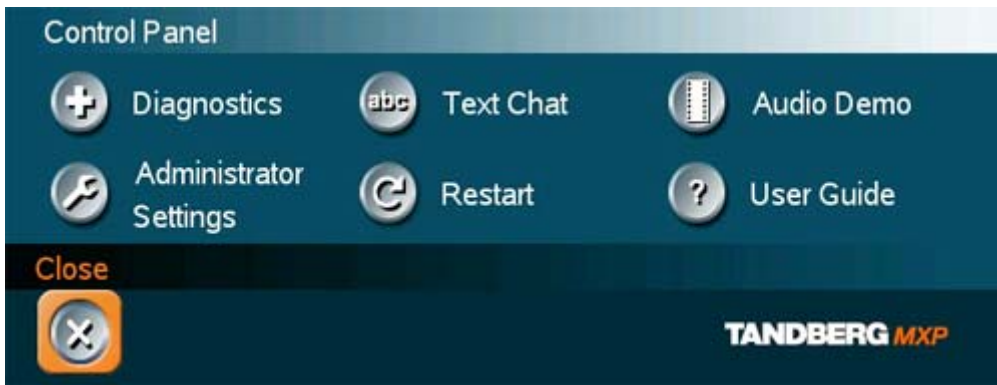 Control Panel
Diagnostics
abc
Text Chat
Audio Demo
Administrator
Settings
Restart
?
User Guide
Close
TANDBERG MXP